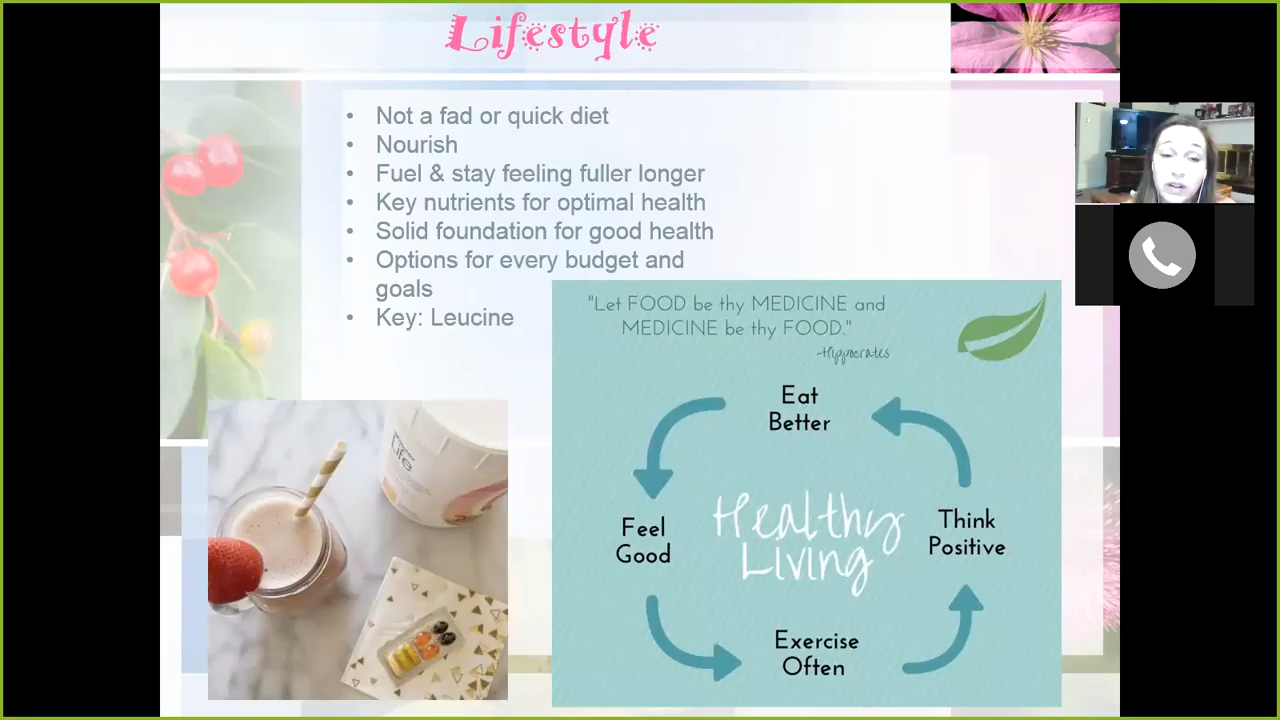 Lifestyle
• Not a fad or quick diet
• Nourish
• Fuel & stay feeling fuller longer
• Key nutrients for optimal health
• Solid foundation for good health
• Options for every budget and
goals
• Key: Leucine
"Let FOOD be thy MEDICINE and
MEDICINE be thy FOOD."
-Hippocrates
Eat
Better
Feel
Good
Healthy
Living
Think
Positive
Exercise
Often
Life